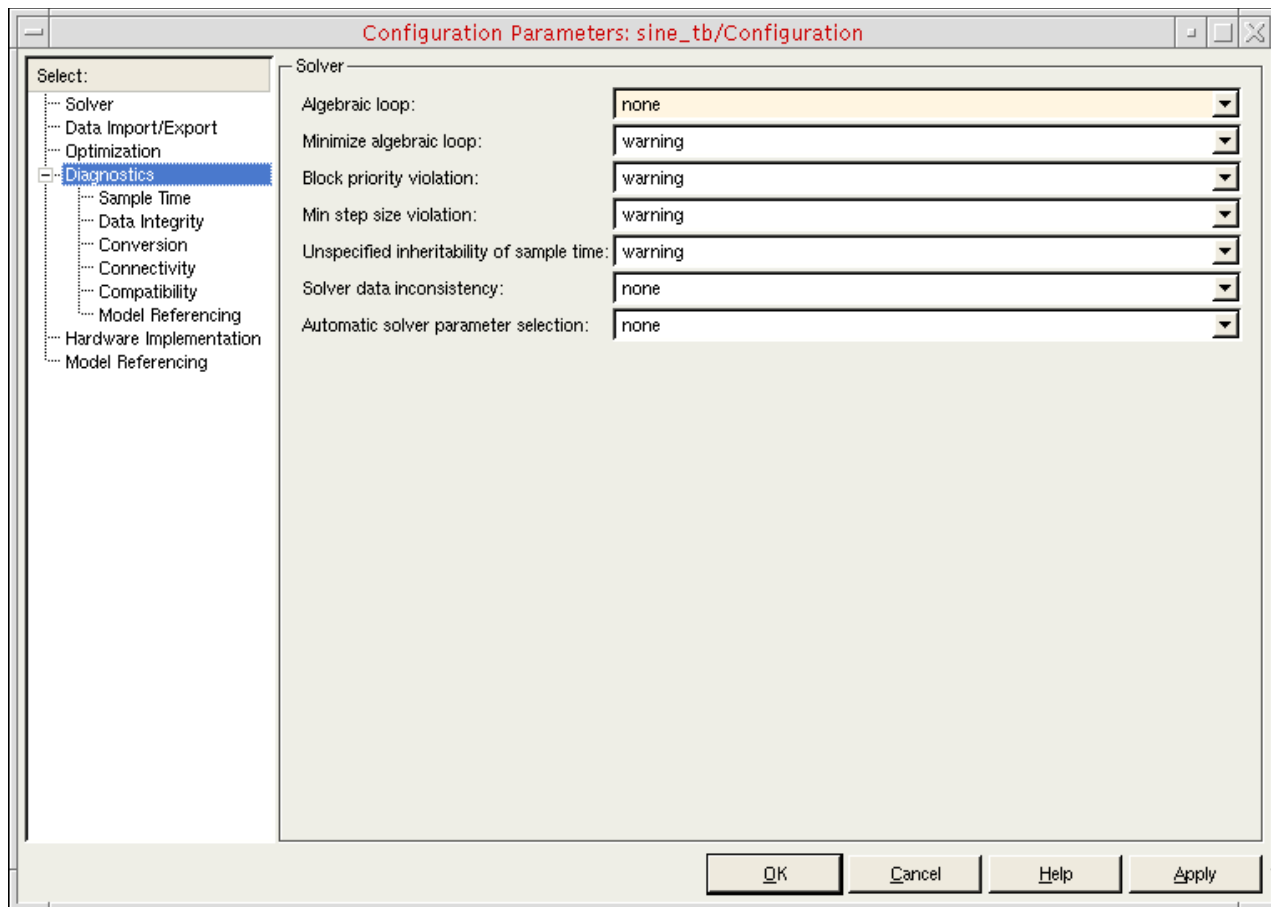 Configuration Parameters: sine_tb/Configuration
Select:
Solver
Data Import/Export
Optimization
Diagnostics
Sample Time
Data Integrity
Conversion
Connectivity
Compatibility
Model Referencing
Hardware Implementation
Model Referencing
Solver
Algebraic loop: none
Minimize algebraic loop: warning
Block priority violation: warning
Min step size violation: warning
Unspecified inheritability of sample time: warning
Solver data inconsistency: none
Automatic solver parameter selection: none
OK Cancel Help Apply